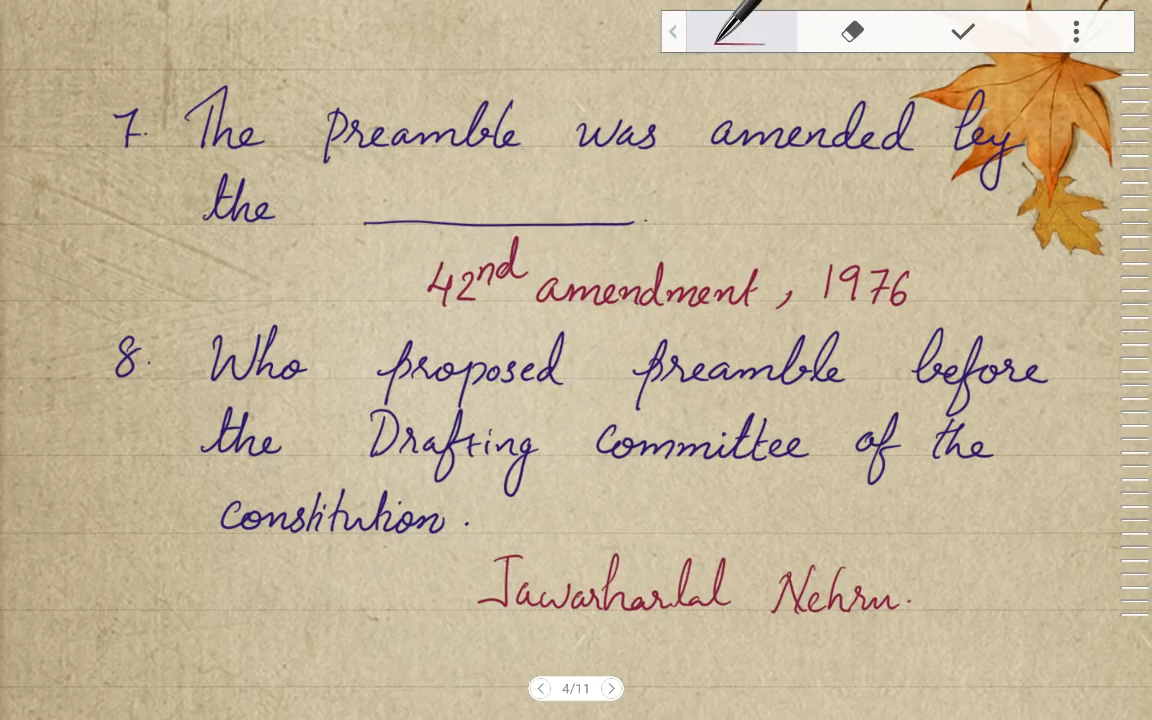 7. The Preamble was amended by
the ________.
42nd amendment, 1976
8. Who proposed preamble before
the Drafting Committee of the
constitution.
Jawarharlal Nehru.
4/11